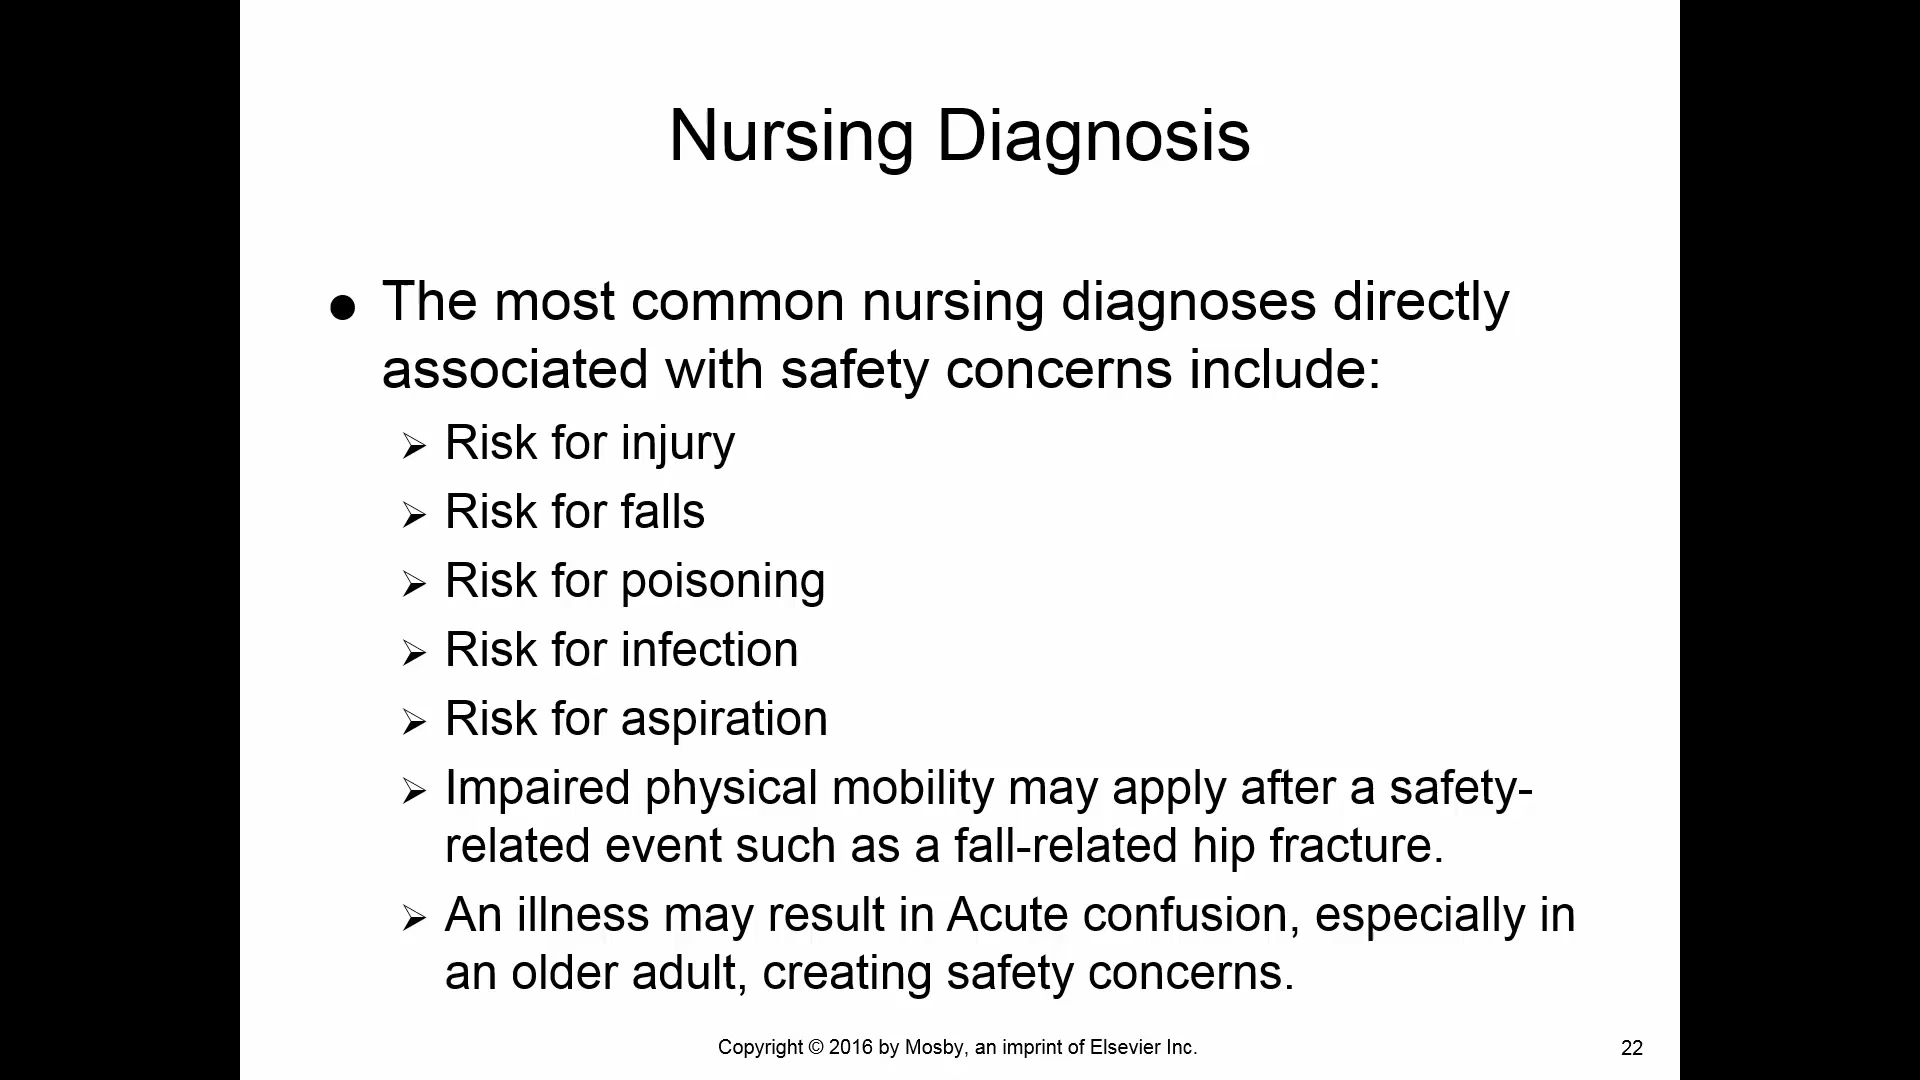 Nursing Diagnosis
● The most common nursing diagnoses directly
associated with safety concerns include:
➢ Risk for injury
➢ Risk for falls
➢ Risk for poisoning
➢ Risk for infection
➢ Risk for aspiration
➢ Impaired physical mobility may apply after a safety-
related event such as a fall-related hip fracture.
➢ An illness may result in Acute confusion, especially in
an older adult, creating safety concerns.
Copyright © 2016 by Mosby, an imprint of Elsevier Inc.
22